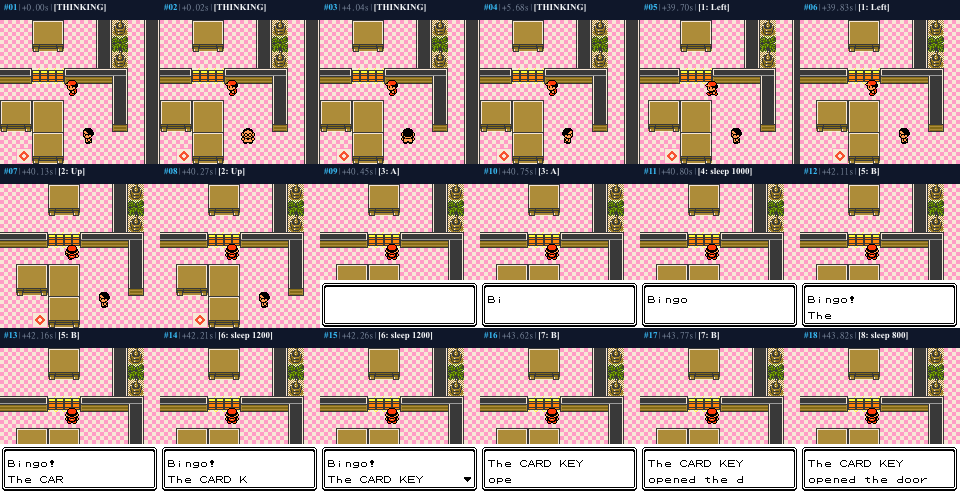 #01|+0.00s|[THINKING]
#02|+0.02s|[THINKING]
#03|+4.04s|[THINKING]
#04|+5.68s|[THINKING]
#05|+39.70s|[1: Left]
#06|+39.83s|[1: Left]
#07|+40.13s|[2: Up]
#08|+40.27s|[2: Up]
#09|+40.45s|[3: A]
#10|+40.75s|[3: A]
#11|+40.80s|[4: sleep 1000]
#12|+42.11s|[5: B]
Bi
Bingo
Bingo!
The
#13|+42.16s|[5: B]
#14|+42.21s|[6: sleep 1200]
#15|+42.26s|[6: sleep 1200]
#16|+43.62s|[7: B]
#17|+43.77s|[7: B]
#18|+43.82s|[8: sleep 800]
Bingo!
The CAR
Bingo!
The CARD K
Bingo!
The CARD KEY
The CARD KEY
ope
The CARD KEY
opened the d
The CARD KEY
opened the door